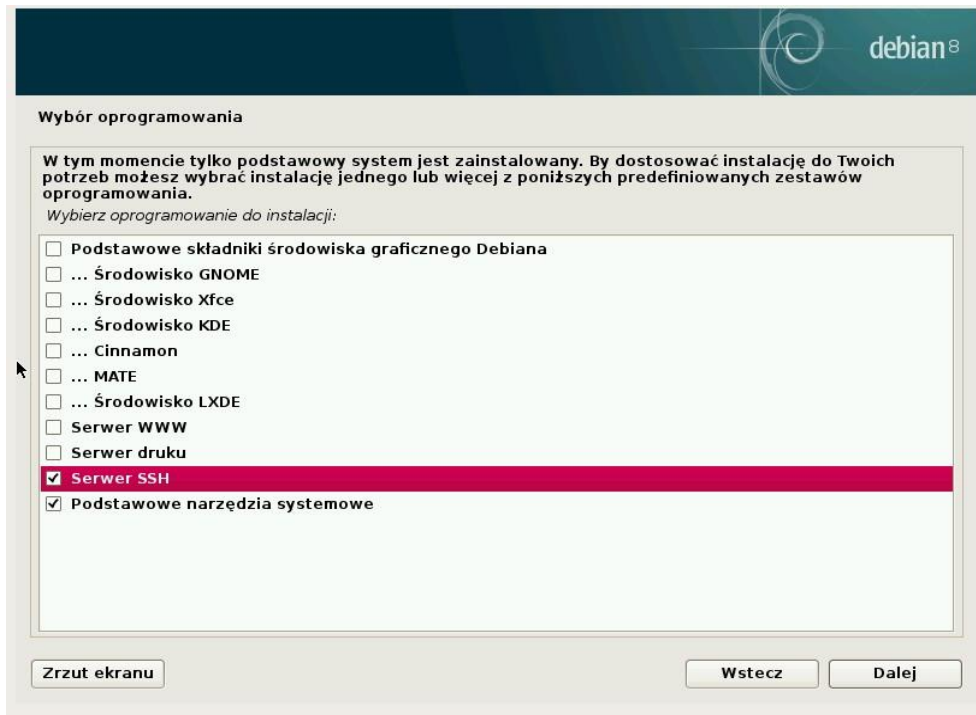 debian 8
Wybór oprogramowania
W tym momencie tylko podstawowy system jest zainstalowany. By dostosować instalację do Twoich
potrzeb możesz wybrać instalację jednego lub więcej z poniższych predefiniowanych zestawów
oprogramowania.
Wybierz oprogramowanie do instalacji:
Podstawowe składniki środowiska graficznego Debiana
... Środowisko GNOME
... Środowisko Xfce
... Środowisko KDE
... Cinnamon
... MATE
... Środowisko LXDE
Serwer WWW
Serwer druku
Serwer SSH
Podstawowe narzędzia systemowe
Zrzut ekranu
Wstecz
Dalej